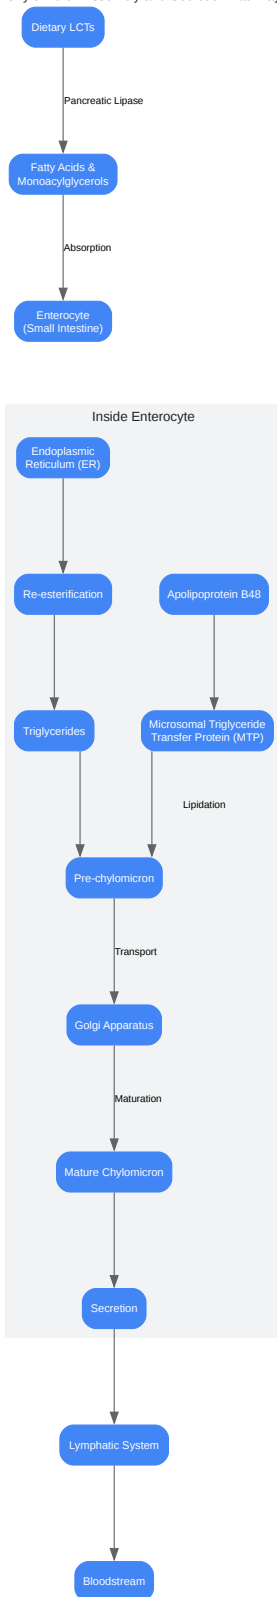 Dietary LCTs
Pancreatic Lipase
Fatty Acids &
Monoacylglycerols
Absorption
Enterocyte
(Small Intestine)
Inside Enterocyte
Endoplasmic
Reticulum (ER)
Re-esterification
Apolipoprotein B48
Triglycerides
Microsomal Triglyceride
Transfer Protein (MTP)
Lipidation
Pre-chylomicron
Transport
Golgi Apparatus
Maturation
Mature Chylomicron
Secretion
Lymphatic System
Bloodstream